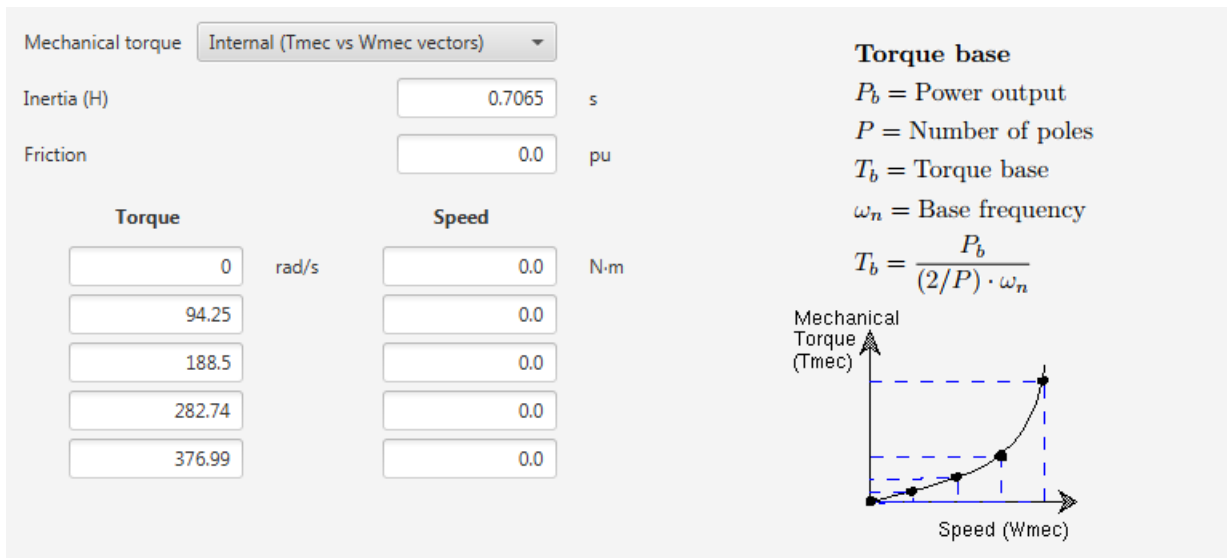 Mechanical torque Internal (Tmec vs Wmec vectors)
Inertia (H) 0.7065 s
Friction 0.0 pu
Torque Speed
0 rad/s 0.0 N·m
94.25 0.0
188.5 0.0
282.74 0.0
376.99 0.0
Torque base
P_b = Power output
P = Number of poles
T_b = Torque base
ω_n = Base frequency
T_b = P_b / ((2/P) · ω_n)
Mechanical
Torque
(Tmec)
Speed (Wmec)